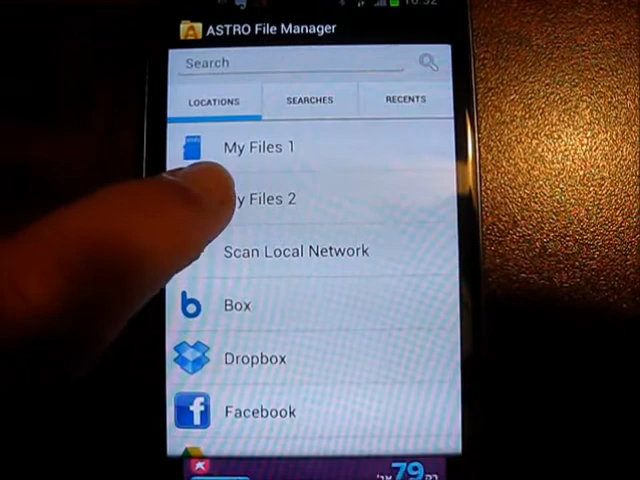 ASTRO File Manager
Search
LOCATIONS
SEARCHES
RECENTS
My Files 1
y Files 2
Scan Local Network
Box
Dropbox
Facebook
רק 79